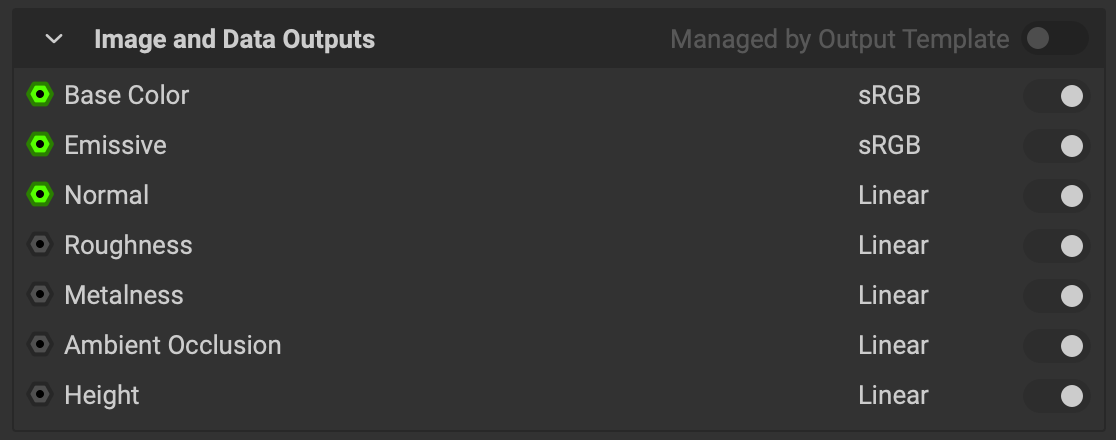 Image and Data Outputs Managed by Output Template
Base Color sRGB
Emissive sRGB
Normal Linear
Roughness Linear
Metalness Linear
Ambient Occlusion Linear
Height Linear